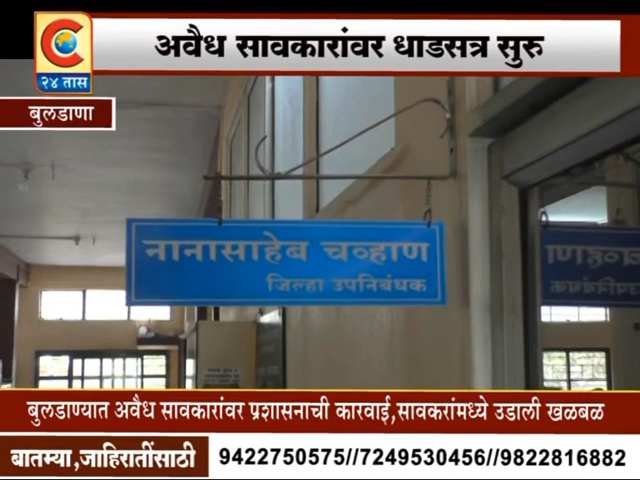 अवैध सावकारांवर धाडसत्र सुरु
C
२४ तास
बुलडाणा
नानासाहेब चव्हाण
जिल्हा उपनिबंधक
बुलडाण्यात अवैध सावकारांवर प्रशासनाची कारवाई,सावकरांमध्ये उडाली खळबळ
बातम्या,जाहिरातींसाठी 9422750575//7249530456//9822816882